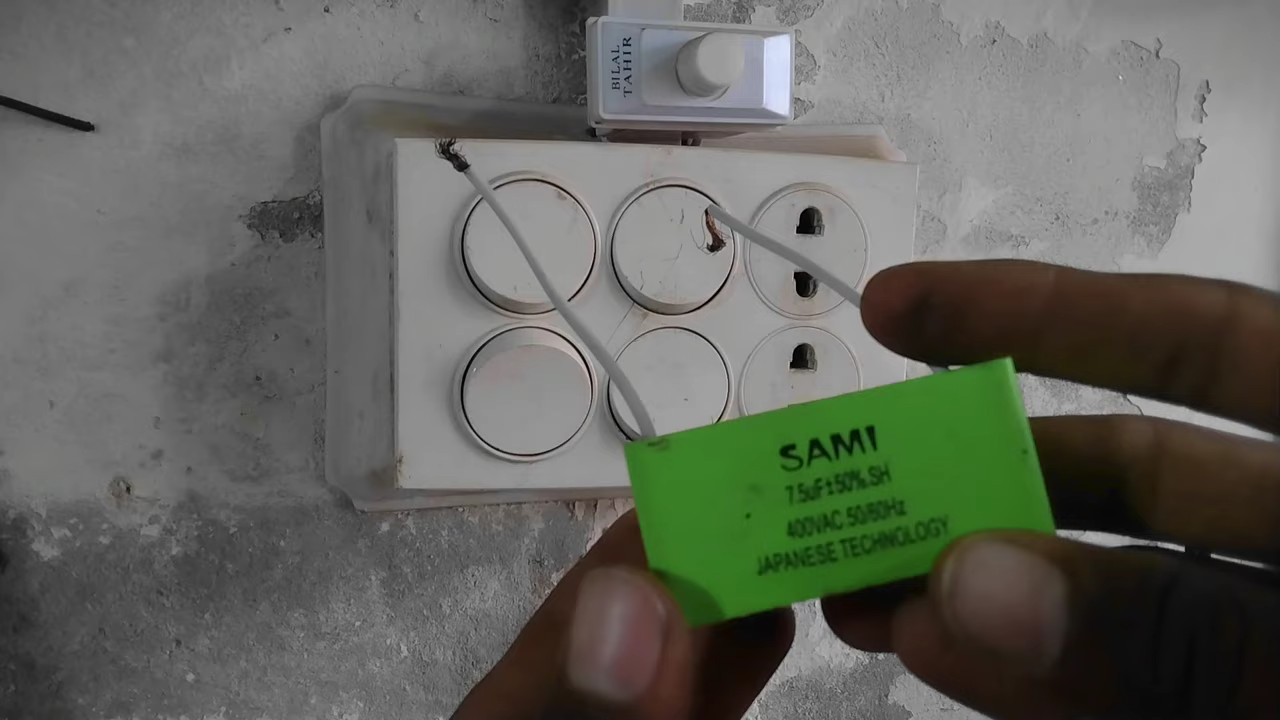 BILAL
TAHIR
SAMI
7.5uF±50%.SH
400VAC 50/60Hz
JAPANESE TECHNOLOGY